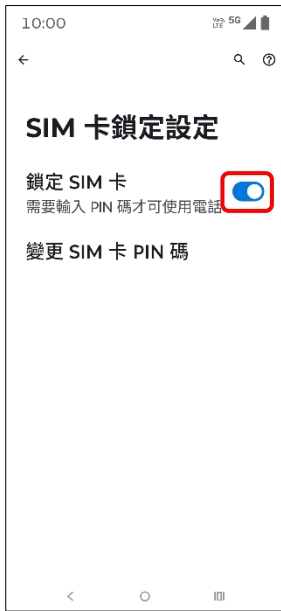 10:00 VoLTE 5G
SIM 卡鎖定設定
鎖定 SIM 卡
需要輸入 PIN 碼才可使用電話
變更 SIM 卡 PIN 碼